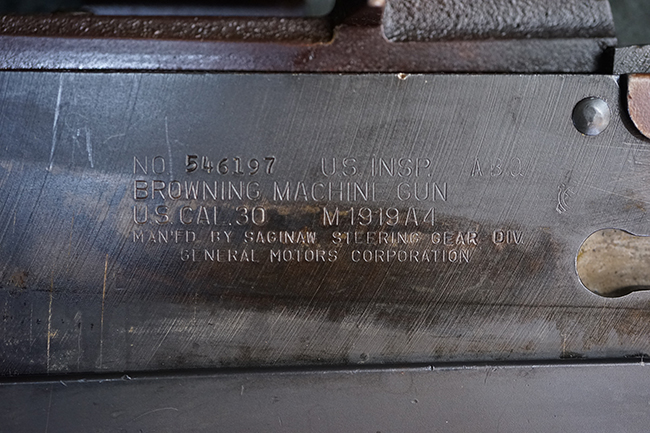 NO. 546197 U.S. INSP. A B Q
BROWNING MACHINE GUN
U.S. CAL. 30 M1919A4
MAN'F'D. BY SAGINAW STEERING GEAR DIV.
GENERAL MOTORS CORPORATION